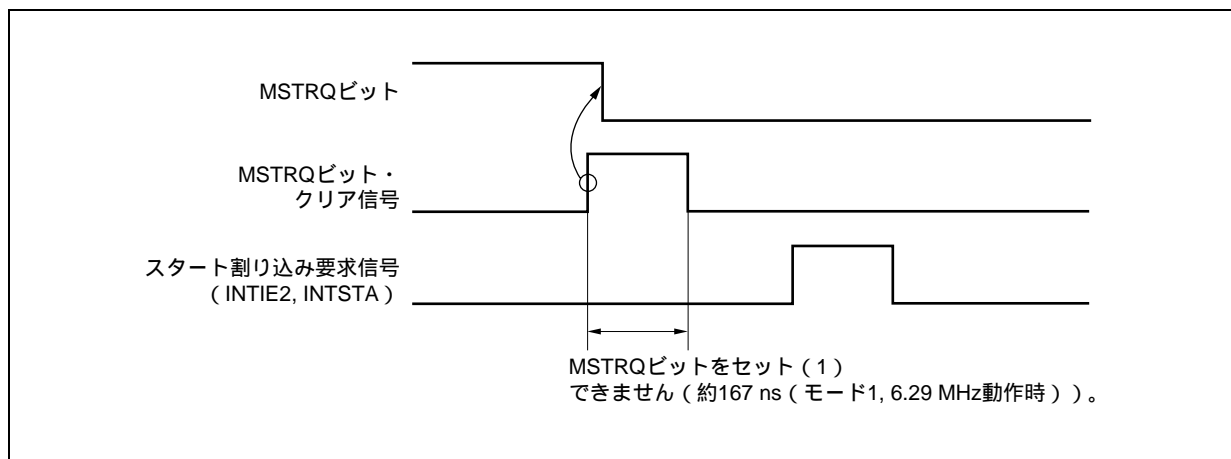 MSTRQビット
MSTRQビット・
クリア信号
スタート割り込み要求信号
（INTIE2, INTSTA）
MSTRQビットをセット（1）
できません（約167 ns（モード1, 6.29 MHz動作時））。